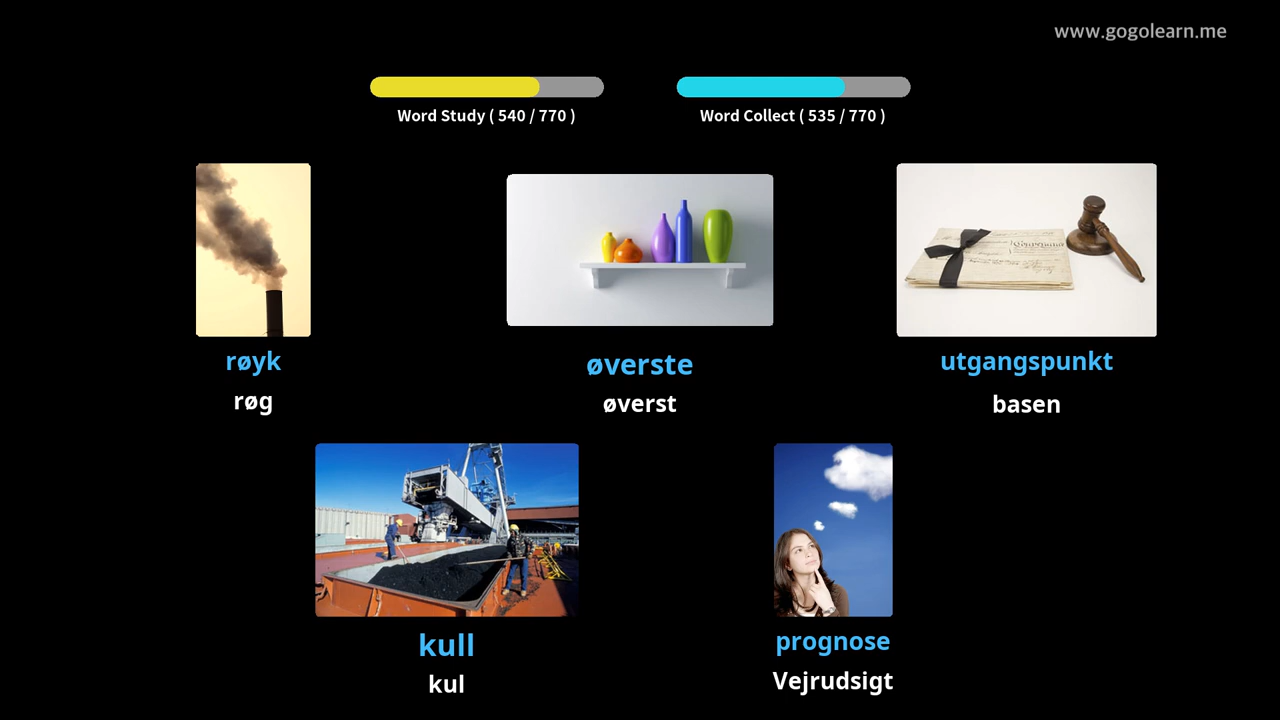 www.gogolearn.me
Word Study ( 540 / 770 )
Word Collect ( 535 / 770 )
røyk
øverste
utgangspunkt
røg
øverst
basen
kull
prognose
kul
Vejrudsigt